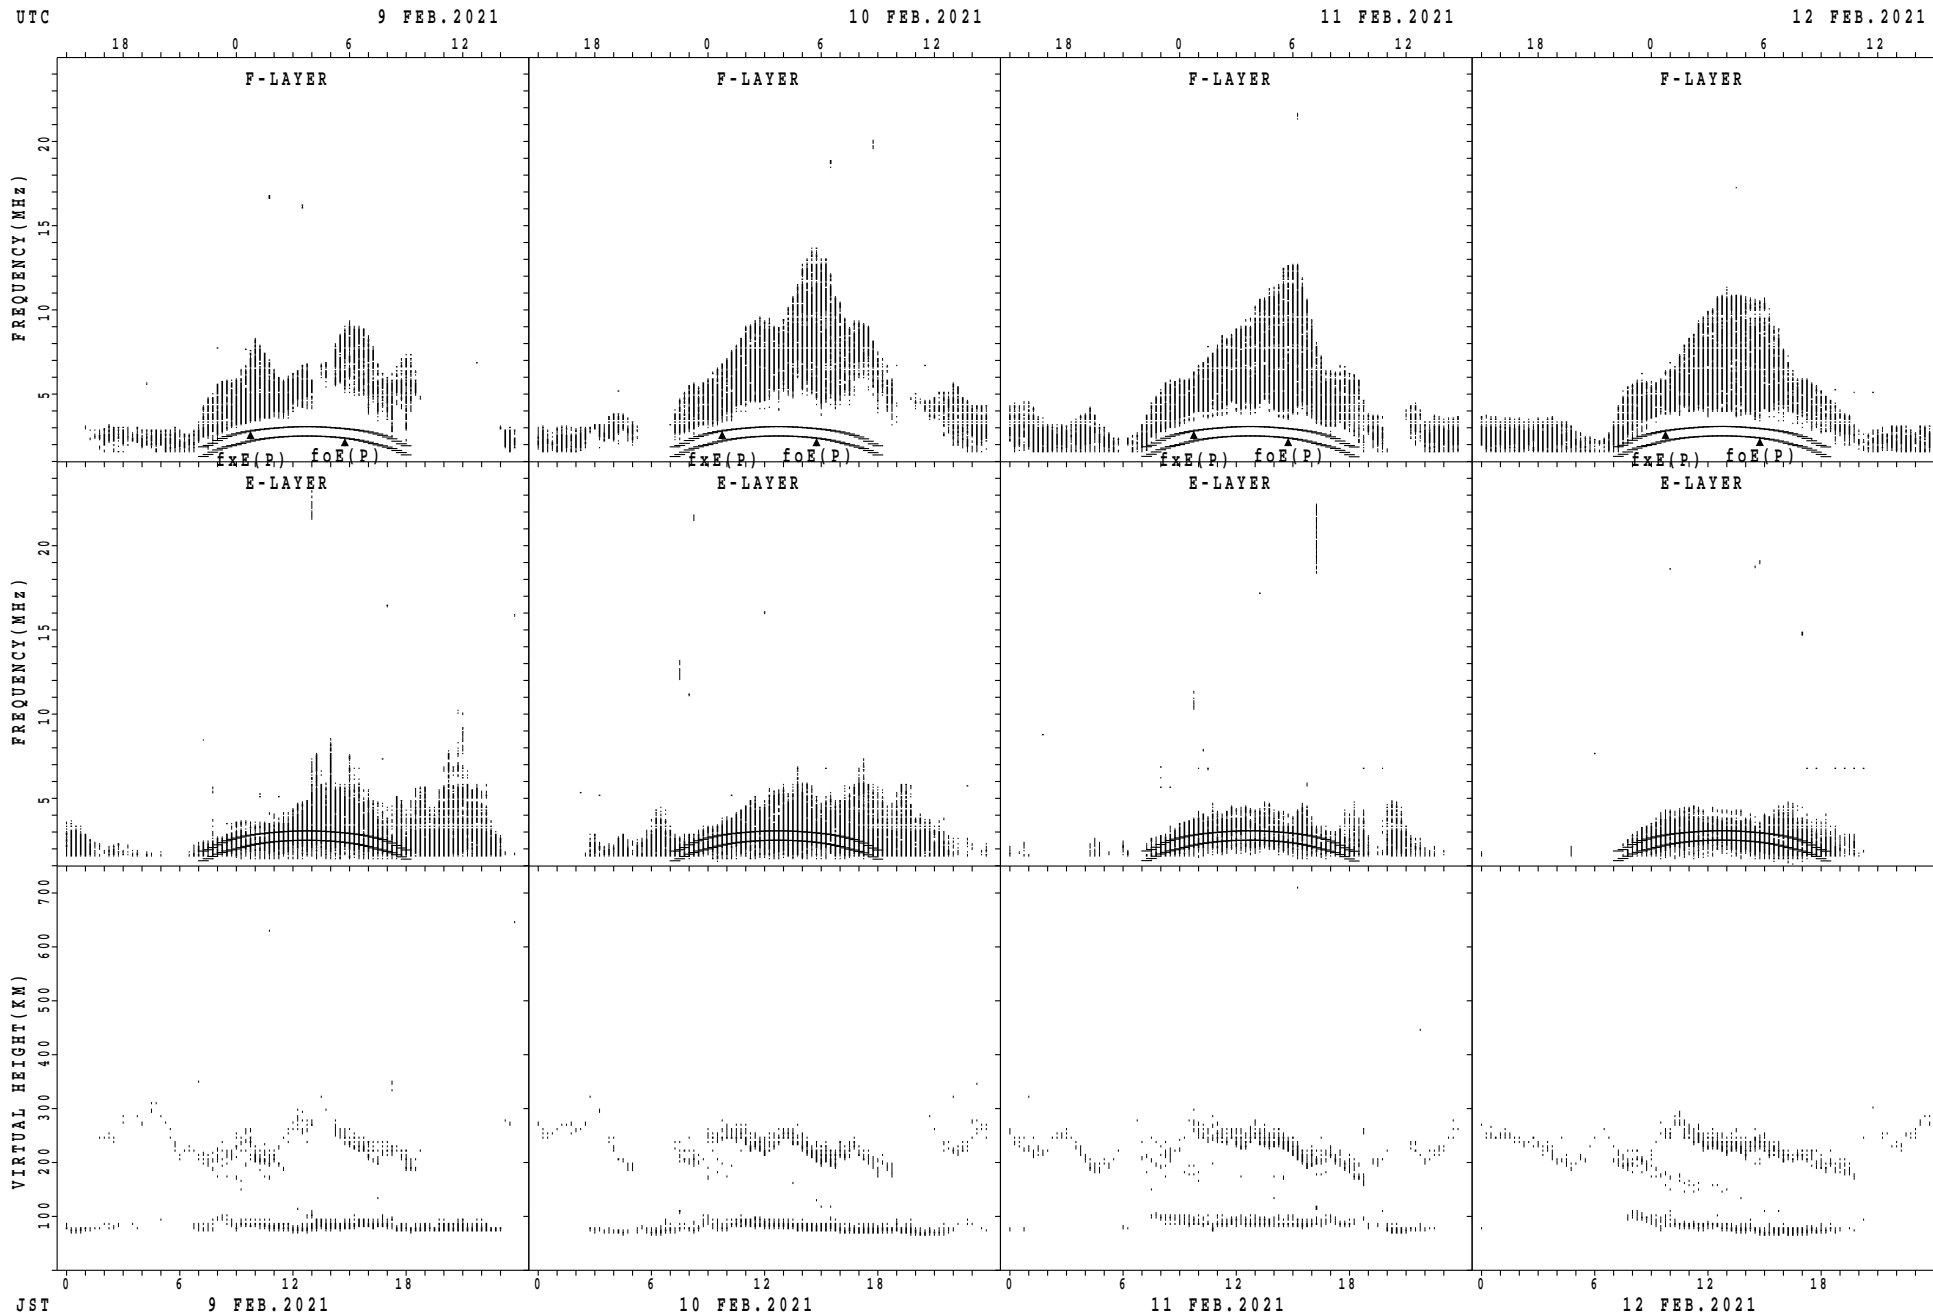 UTC 9 FEB.2021 10 FEB.2021 11 FEB.2021 12 FEB.2021
18 0 6 12 18 0 6 12 18 0 6 12 18 0 6 12
F-LAYER F-LAYER F-LAYER F-LAYER
FREQUENCY(MHz)
20
15
10
5
fxE(P) foE(P) fxE(P) foE(P) fxE(P) foE(P) fxE(P) foE(P)
E-LAYER E-LAYER E-LAYER E-LAYER
FREQUENCY(MHz)
20
15
10
5
VIRTUAL HEIGHT(KM)
700
600
500
400
300
200
100
0 6 12 18 0 6 12 18 0 6 12 18 0 6 12 18
JST 9 FEB.2021 10 FEB.2021 11 FEB.2021 12 FEB.2021